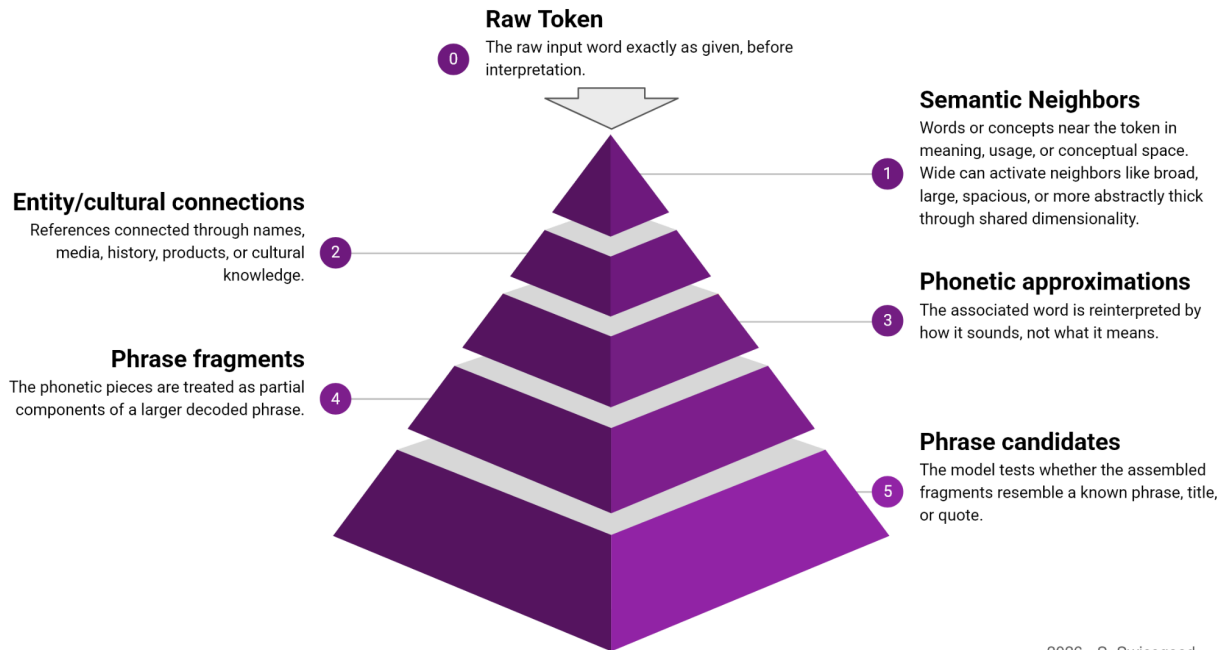 Raw Token
0
The raw input word exactly as given, before
interpretation.
Semantic Neighbors
1
Words or concepts near the token in
meaning, usage, or conceptual space.
Wide can activate neighbors like broad,
large, spacious, or more abstractly thick
through shared dimensionality.
Entity/cultural connections
2
References connected through names,
media, history, products, or cultural
knowledge.
Phonetic approximations
3
The associated word is reinterpreted by
how it sounds, not what it means.
Phrase fragments
4
The phonetic pieces are treated as partial
components of a larger decoded phrase.
Phrase candidates
5
The model tests whether the assembled
fragments resemble a known phrase, title,
or quote.